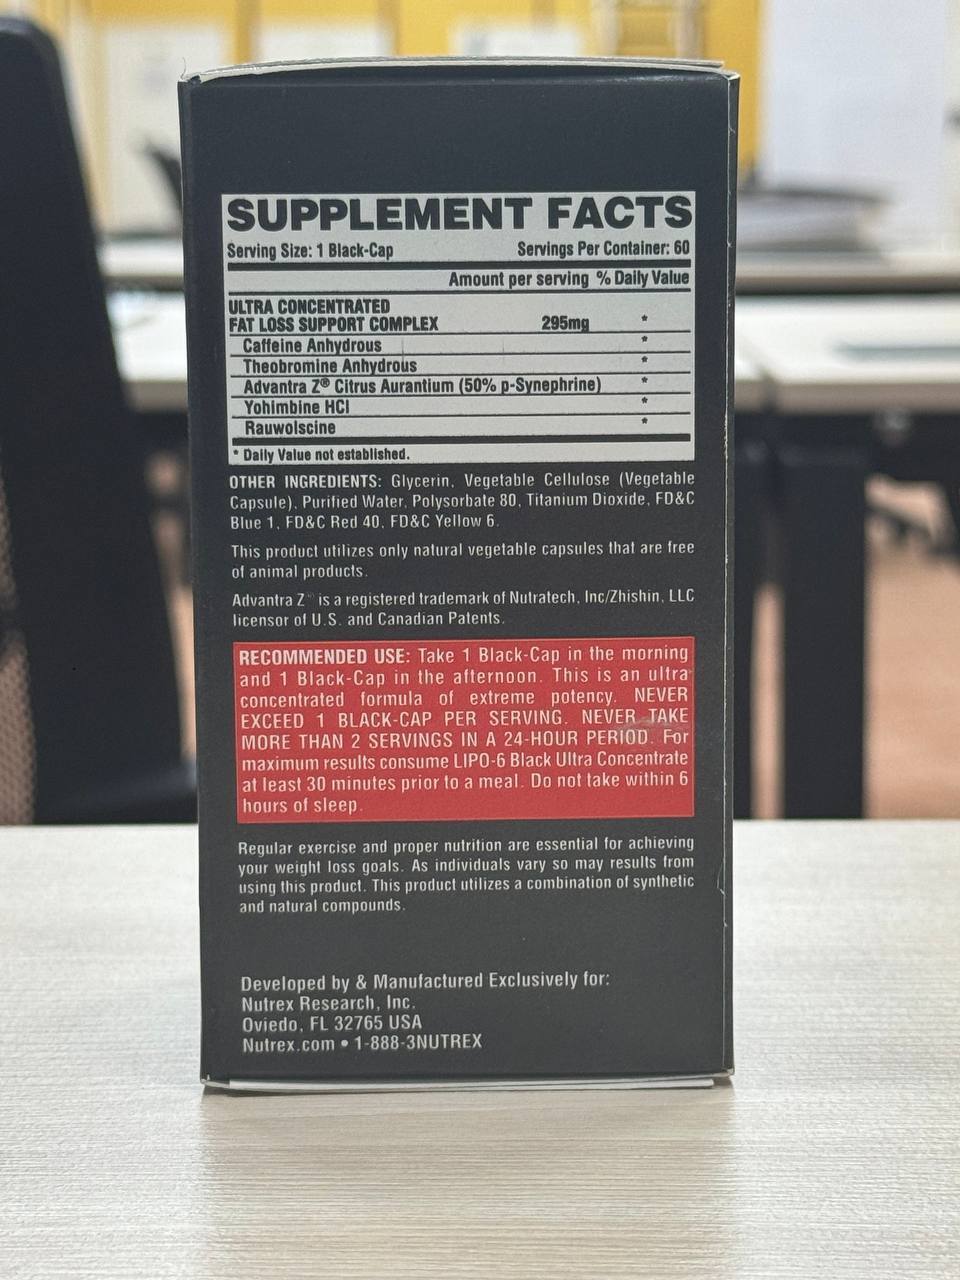 SUPPLEMENT FACTS
Serving Size: 1 Black-Cap Servings Per Container: 60
Amount per serving % Daily Value
ULTRA CONCENTRATED
FAT LOSS SUPPORT COMPLEX 295mg *
Caffeine Anhydrous *
Theobromine Anhydrous *
Advantra Z® Citrus Aurantium (50% p-Synephrine) *
Yohimbine HCl *
Rauwolscine *
* Daily Value not established.
OTHER INGREDIENTS: Glycerin, Vegetable Cellulose (Vegetable
Capsule), Purified Water, Polysorbate 80, Titanium Dioxide, FD&C
Blue 1, FD&C Red 40, FD&C Yellow 6.
This product utilizes only natural vegetable capsules that are free
of animal products.
Advantra Z™ is a registered trademark of Nutratech, Inc/Zhishin, LLC
licensor of U.S. and Canadian Patents.
RECOMMENDED USE: Take 1 Black-Cap in the morning
and 1 Black-Cap in the afternoon. This is an ultra
concentrated formula of extreme potency. NEVER
EXCEED 1 BLACK-CAP PER SERVING. NEVER TAKE
MORE THAN 2 SERVINGS IN A 24-HOUR PERIOD. For
maximum results consume LIPO-6 Black Ultra Concentrate
at least 30 minutes prior to a meal. Do not take within 6
hours of sleep.
Regular exercise and proper nutrition are essential for achieving
your weight loss goals. As individuals vary so may results from
using this product. This product utilizes a combination of synthetic
and natural compounds.
Developed by & Manufactured Exclusively for:
Nutrex Research, Inc.
Oviedo, FL 32765 USA
Nutrex.com • 1-888-3NUTREX